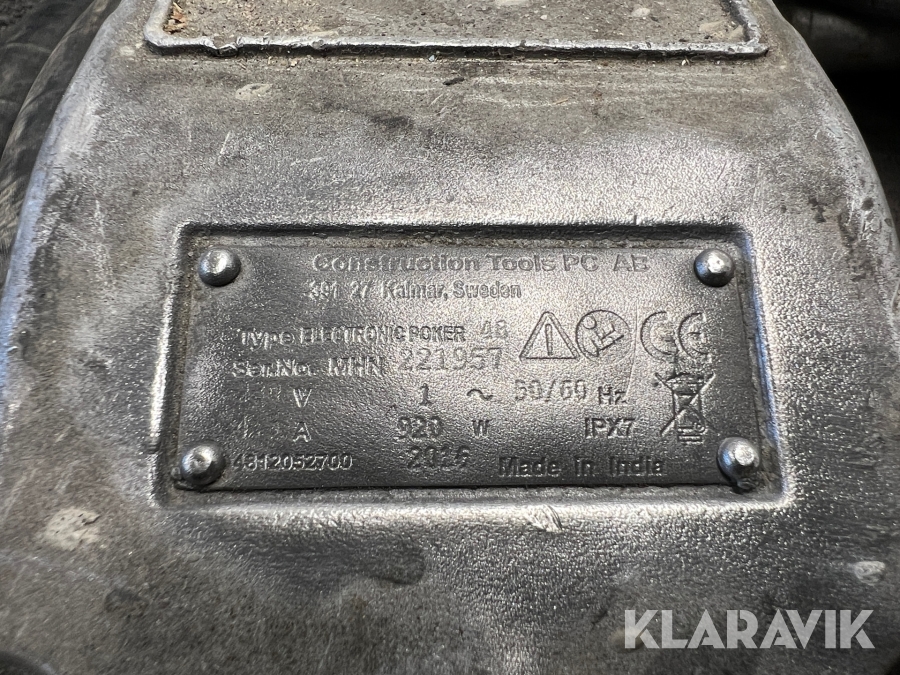 Construction Tools PC AB
391 27 Kalmar, Sweden
Type ELECTRONIC POKER 48
Ser.No. MHN 221957
V 1 ~ 50/60 Hz
A 920 W IPX7
4812052700 2016 Made in India
CE
KLARAVIK